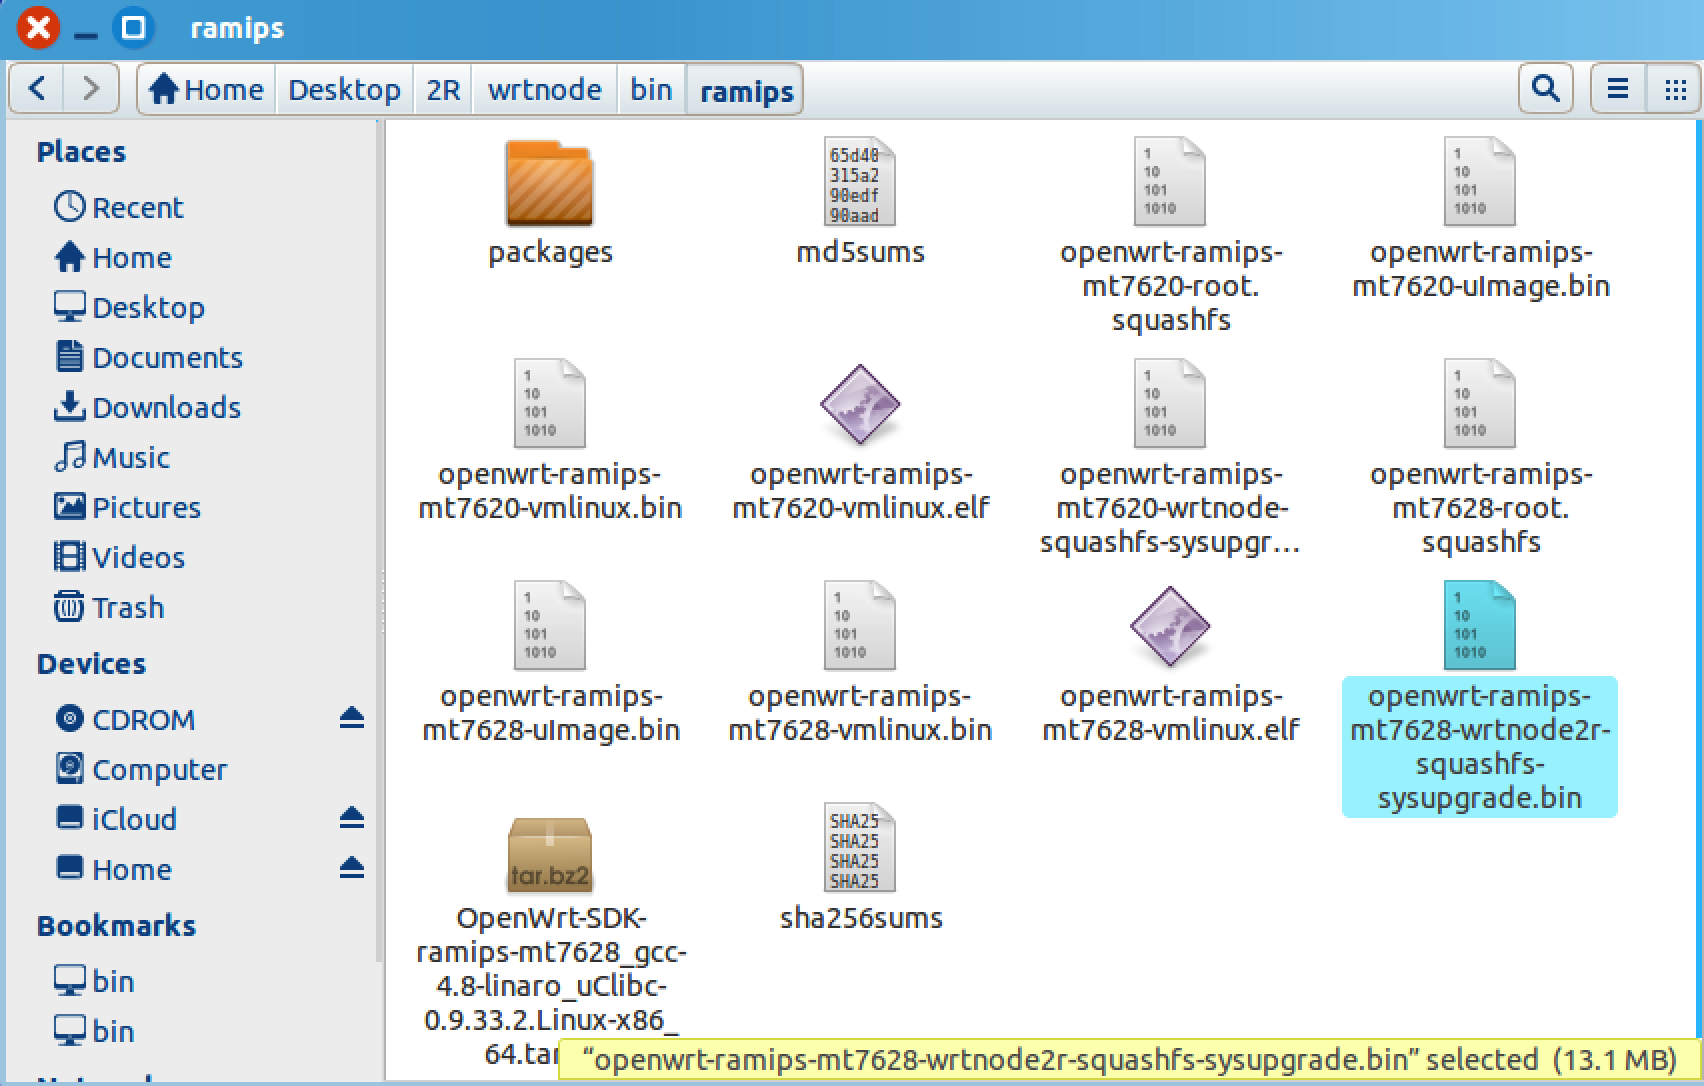 ramips
Home Desktop 2R wrtnode bin ramips
Places
Recent
Home
Desktop
Documents
Downloads
Music
Pictures
Videos
Trash
Devices
CDROM
Computer
iCloud
Home
Bookmarks
bin
bin
packages
65d40
315a2
90edf
90aad
md5sums
1
10
101
1010
openwrt-ramips-
mt7620-root.
squashfs
1
10
101
1010
openwrt-ramips-
mt7620-uImage.bin
1
10
101
1010
openwrt-ramips-
mt7620-vmlinux.bin
openwrt-ramips-
mt7620-vmlinux.elf
1
10
101
1010
openwrt-ramips-
mt7620-wrtnode-
squashfs-sysupgr...
1
10
101
1010
openwrt-ramips-
mt7628-root.
squashfs
1
10
101
1010
openwrt-ramips-
mt7628-uImage.bin
1
10
101
1010
openwrt-ramips-
mt7628-vmlinux.bin
openwrt-ramips-
mt7628-vmlinux.elf
1
10
101
1010
openwrt-ramips-
mt7628-wrtnode2r-
squashfs-
sysupgrade.bin
tar.bz2
OpenWrt-SDK-
ramips-mt7628_gcc-
4.8-linaro_uClibc-
0.9.33.2.Linux-x86_
64.tar
SHA25
SHA25
SHA25
SHA25
sha256sums
“openwrt-ramips-mt7628-wrtnode2r-squashfs-sysupgrade.bin” selected (13.1 MB)